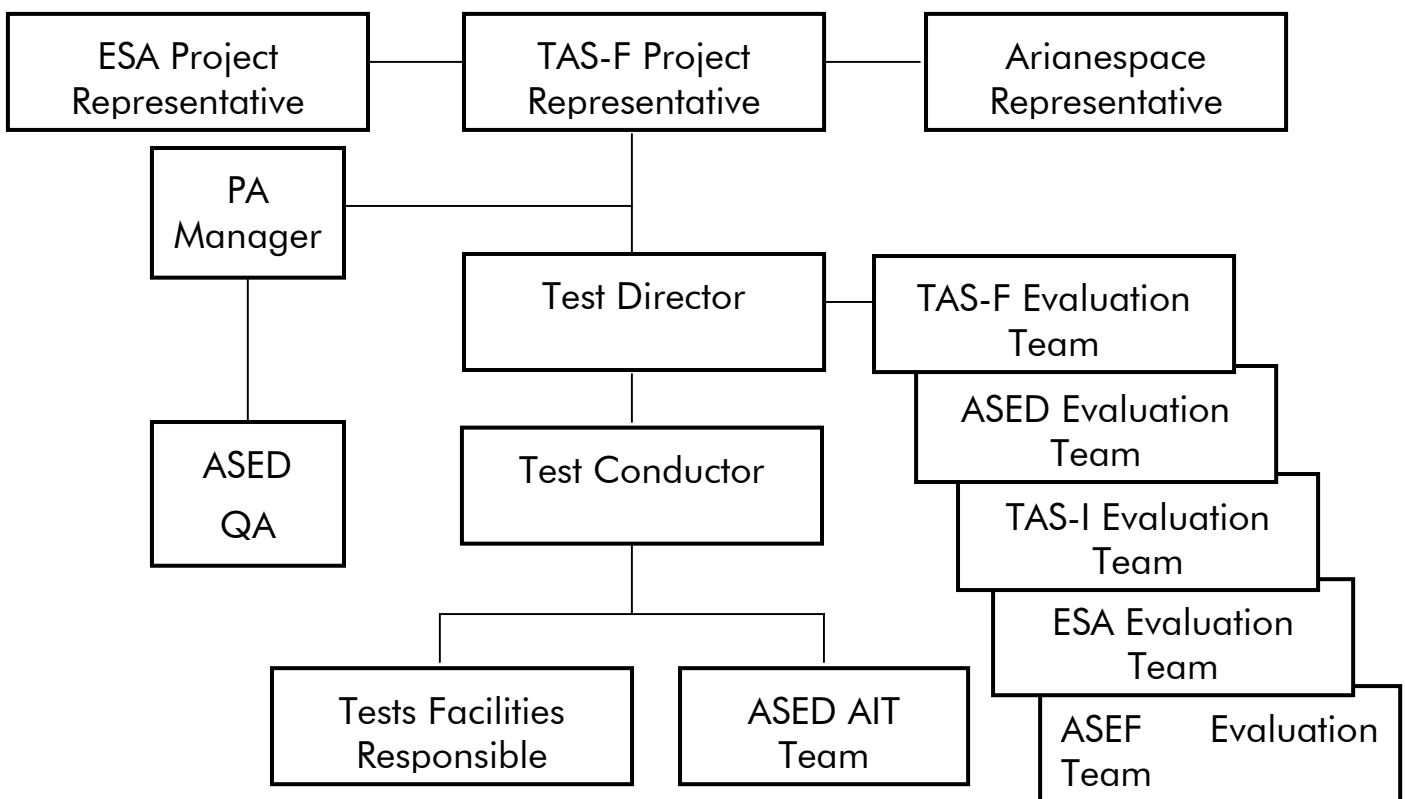 ESA Project
Representative
TAS-F Project
Representative
Arianespace
Representative
PA
Manager
Test Director
TAS-F Evaluation
Team
ASED Evaluation
Team
ASED
QA
Test Conductor
TAS-I Evaluation
Team
ESA Evaluation
Team
Tests Facilities
Responsible
ASED AIT
Team
ASEF Evaluation
Team